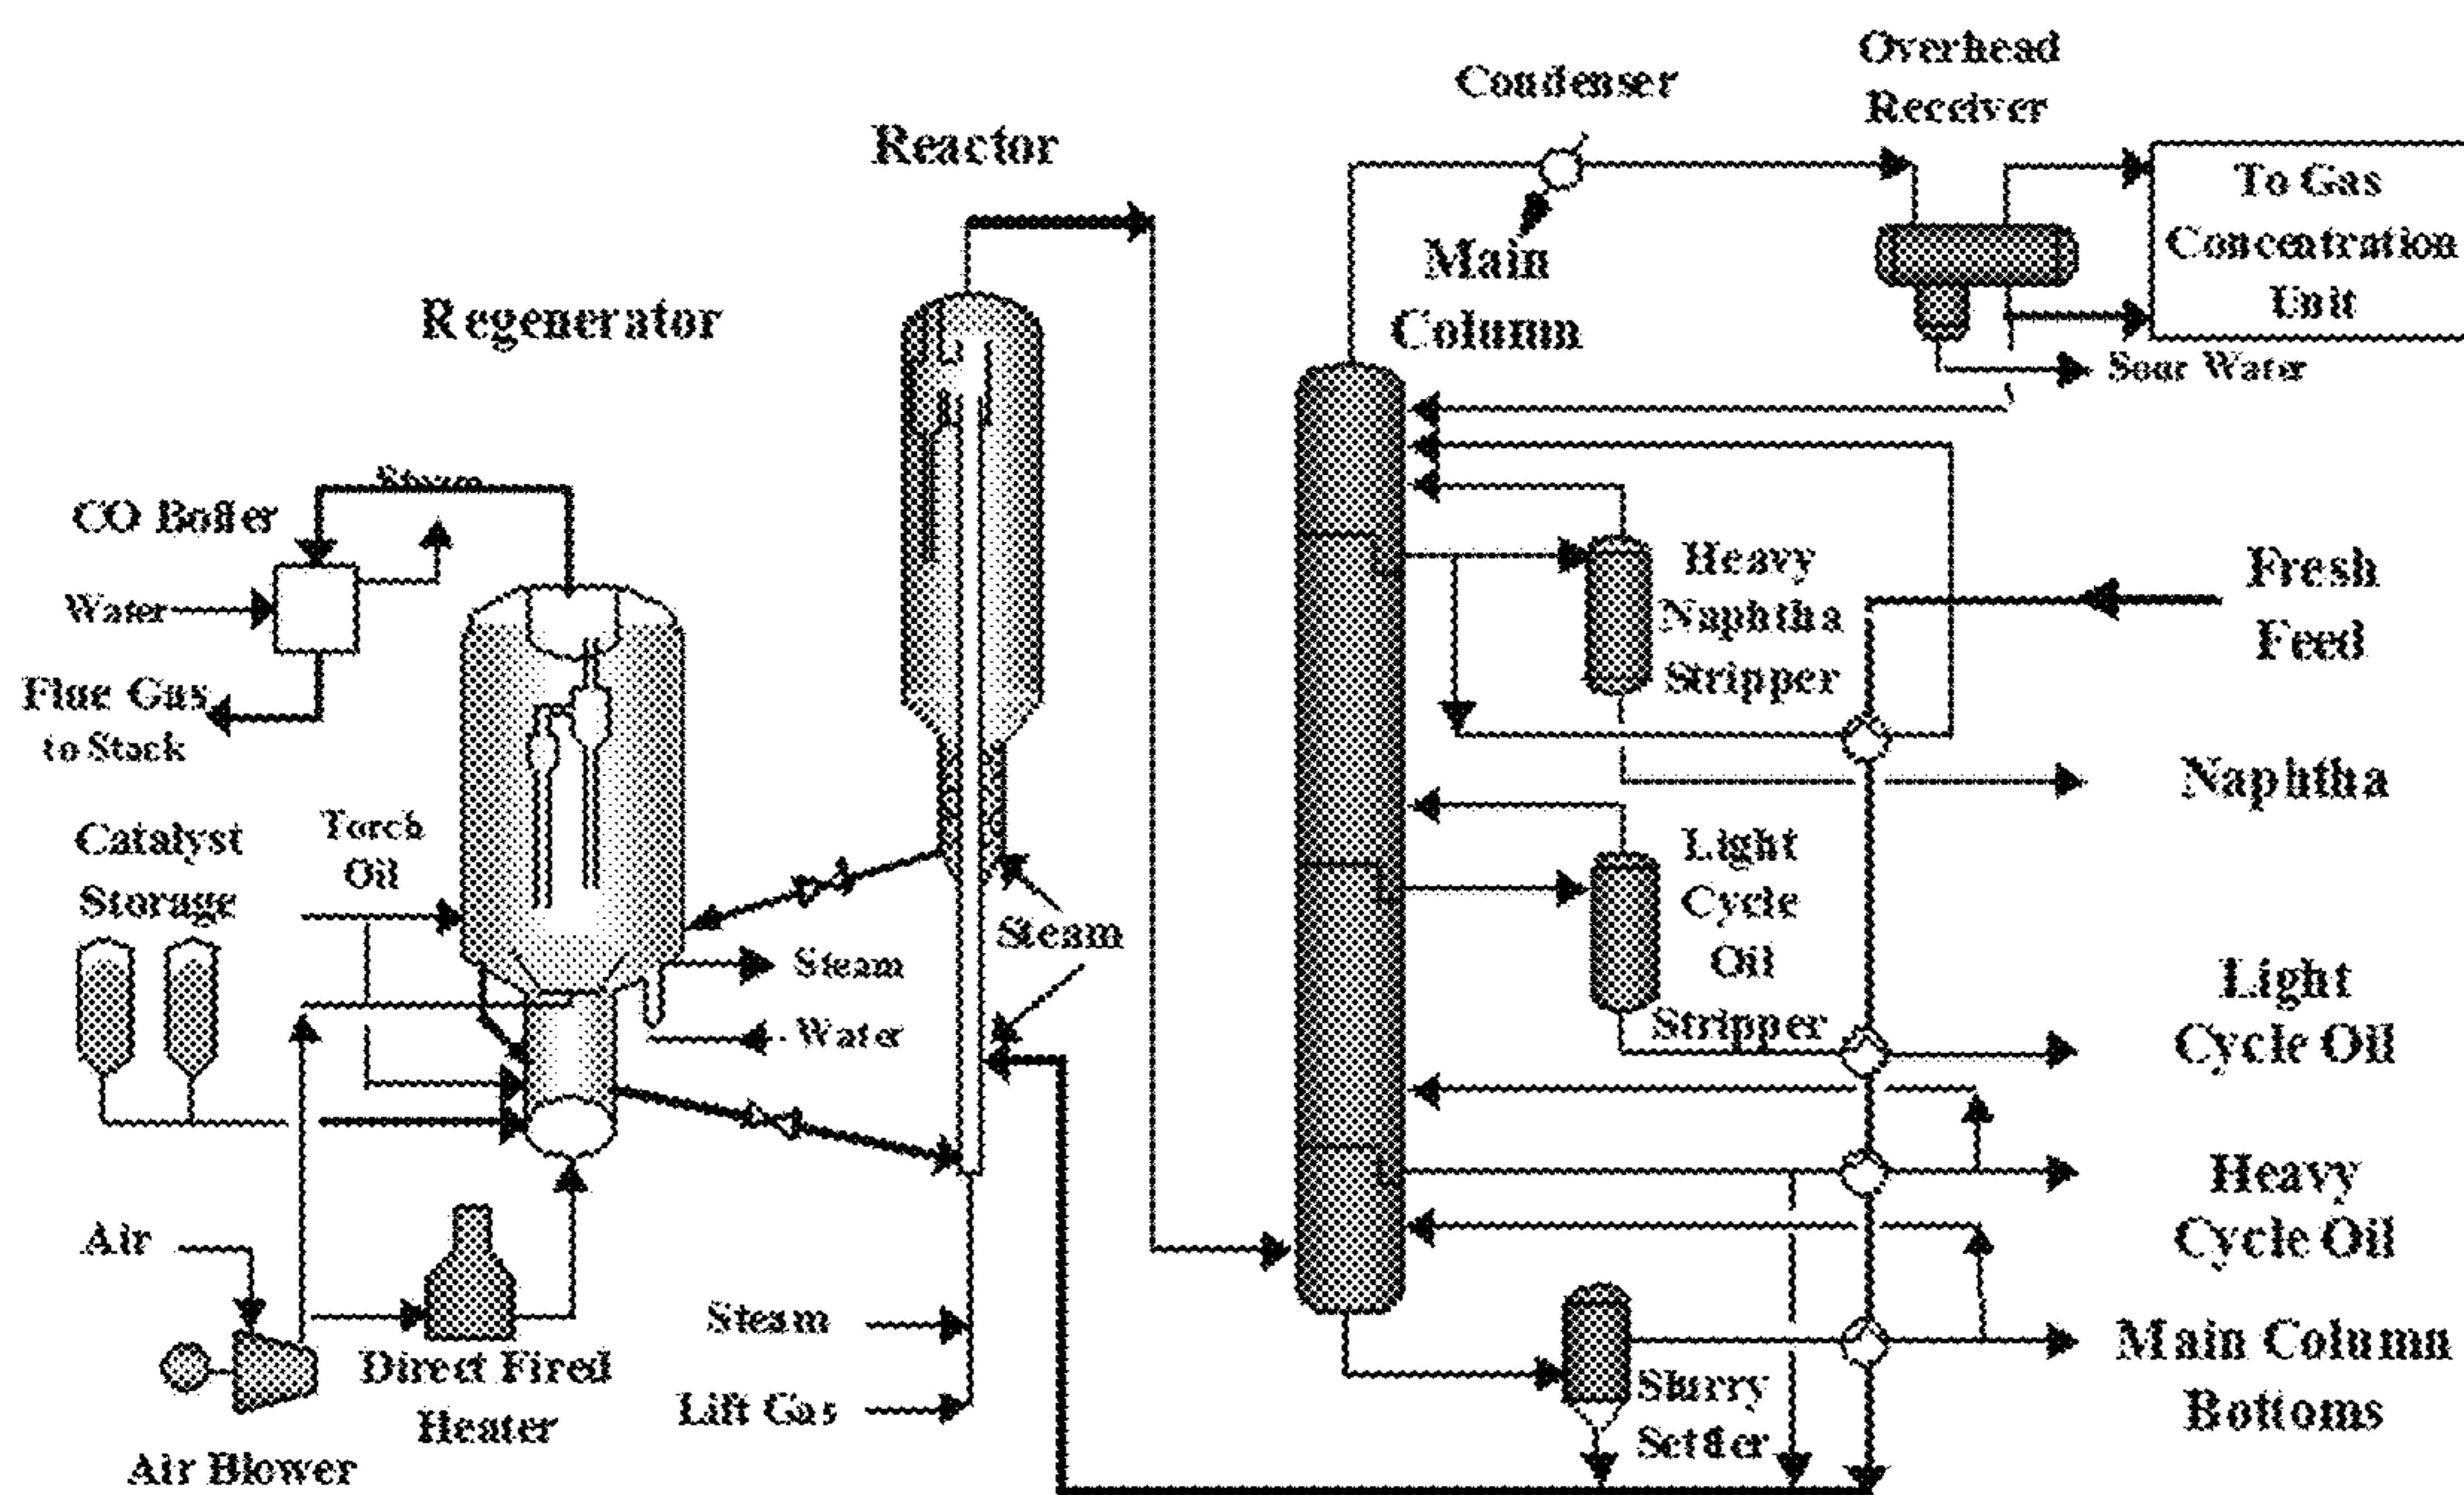 Overhead
Receiver
Condenser
Reactor
To Gas
Concentration
Unit
Main
Column
Regenerator
Sour Water
Steam
CO Boiler
Water
Flue Gas
to Stack
Heavy
Naphtha
Stripper
Fresh
Feed
Naphtha
Torch
Oil
Catalyst
Storage
Light
Cycle
Oil
Stripper
Steam
Steam
Water
Light
Cycle Oil
Heavy
Cycle Oil
Air
Steam
Lift Gas
Direct Fired
Heater
Air Blower
Slurry
Settler
Main Column
Bottoms